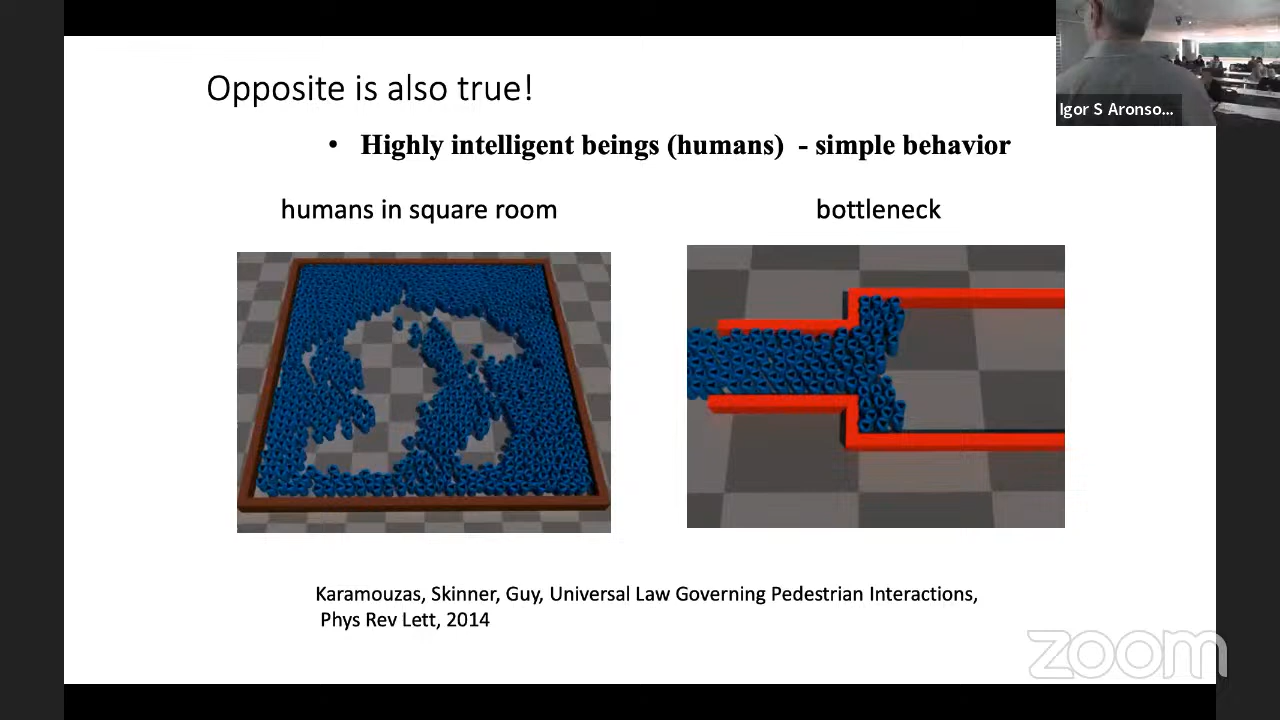 Opposite is also true!
• Highly intelligent beings (humans) - simple behavior
humans in square room
bottleneck
Karamouzas, Skinner, Guy, Universal Law Governing Pedestrian Interactions,
Phys Rev Lett, 2014
Igor S Aronso...
zoom